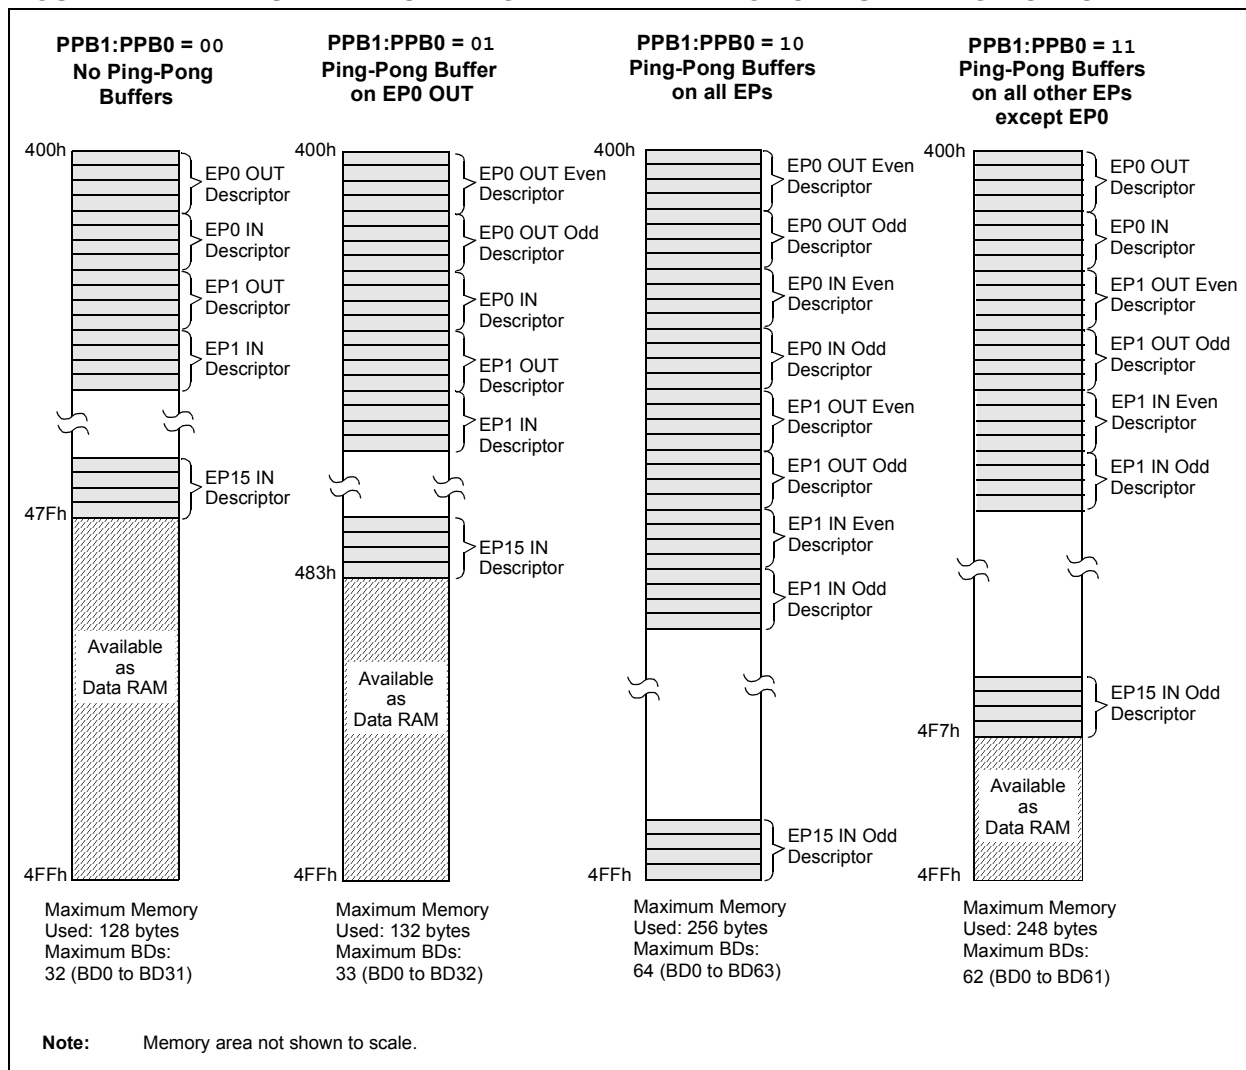 PPB1:PPB0 = 00
No Ping-Pong
Buffers
400h
EP0 OUT
Descriptor
EP0 IN
Descriptor
EP1 OUT
Descriptor
EP1 IN
Descriptor
EP15 IN
Descriptor
47Fh
Available
as
Data RAM
4FFh
Maximum Memory
Used: 128 bytes
Maximum BDs:
32 (BD0 to BD31)
PPB1:PPB0 = 01
Ping-Pong Buffer
on EP0 OUT
400h
EP0 OUT Even
Descriptor
EP0 OUT Odd
Descriptor
EP0 IN
Descriptor
EP1 OUT
Descriptor
EP1 IN
Descriptor
EP15 IN
Descriptor
483h
Available
as
Data RAM
4FFh
Maximum Memory
Used: 132 bytes
Maximum BDs:
33 (BD0 to BD32)
PPB1:PPB0 = 10
Ping-Pong Buffers
on all EPs
400h
EP0 OUT Even
Descriptor
EP0 OUT Odd
Descriptor
EP0 IN Even
Descriptor
EP0 IN Odd
Descriptor
EP1 OUT Even
Descriptor
EP1 OUT Odd
Descriptor
EP1 IN Even
Descriptor
EP1 IN Odd
Descriptor
EP15 IN Odd
Descriptor
4FFh
Maximum Memory
Used: 256 bytes
Maximum BDs:
64 (BD0 to BD63)
PPB1:PPB0 = 11
Ping-Pong Buffers
on all other EPs
except EP0
400h
EP0 OUT
Descriptor
EP0 IN
Descriptor
EP1 OUT Even
Descriptor
EP1 OUT Odd
Descriptor
EP1 IN Even
Descriptor
EP1 IN Odd
Descriptor
EP15 IN Odd
Descriptor
4F7h
Available
as
Data RAM
4FFh
Maximum Memory
Used: 248 bytes
Maximum BDs:
62 (BD0 to BD61)
Note: Memory area not shown to scale.